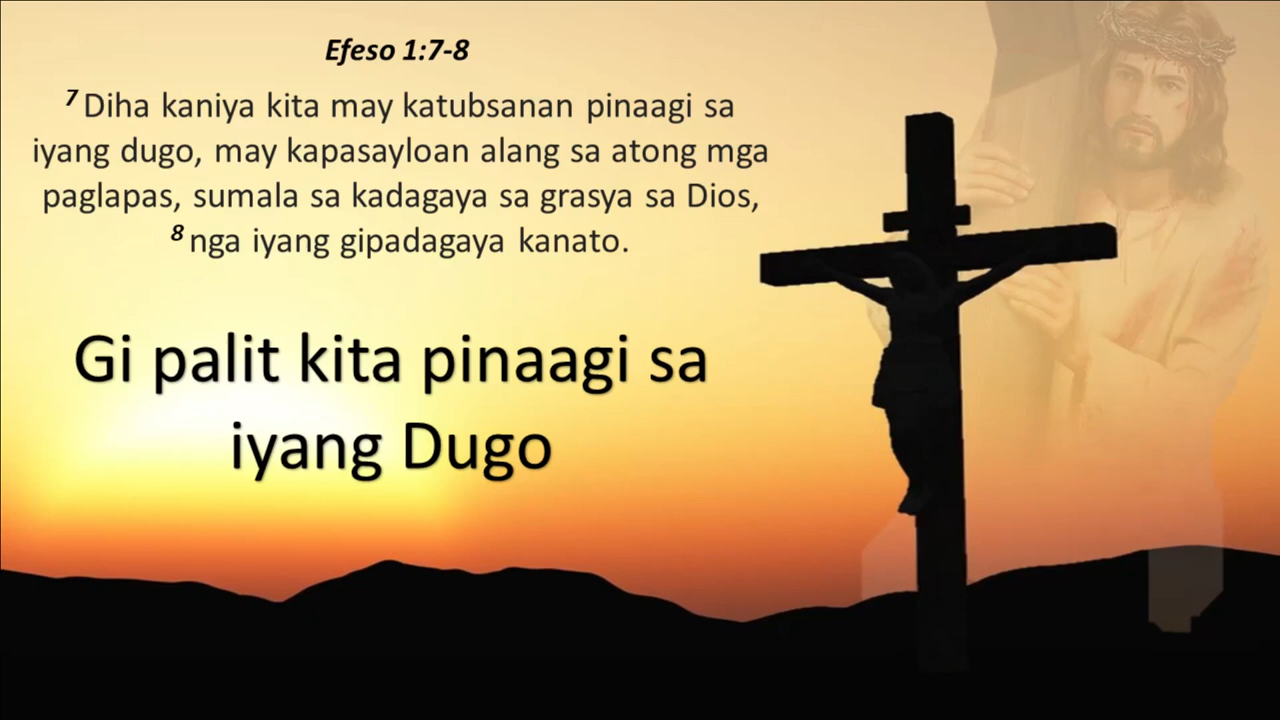 Efeso 1:7-8
7 Diha kaniya kita may katubsanan pinaagi sa
iyang dugo, may kapasayloan alang sa atong mga
paglapas, sumala sa kadagaya sa grasya sa Dios,
8 nga iyang gipadagaya kanato.
Gi palit kita pinaagi sa
iyang Dugo